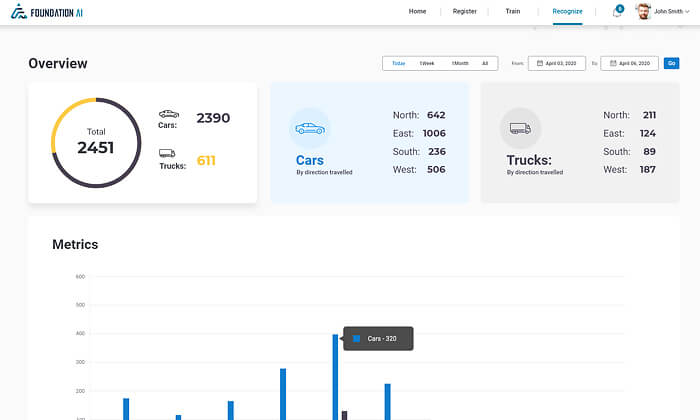 FOUNDATION AI
Home
Register
Train
Recognize
6
John Smith
Overview
Today
1Week
1Month
All
From
April 03, 2020
To
April 06, 2020
Go
Total
2451
Cars: 2390
Trucks: 611
Cars
By direction travelled
North: 642
East: 1006
South: 236
West: 506
Trucks:
By direction travelled
North: 211
East: 124
South: 89
West: 187
Metrics
600
500
400
300
200
100
Cars - 320